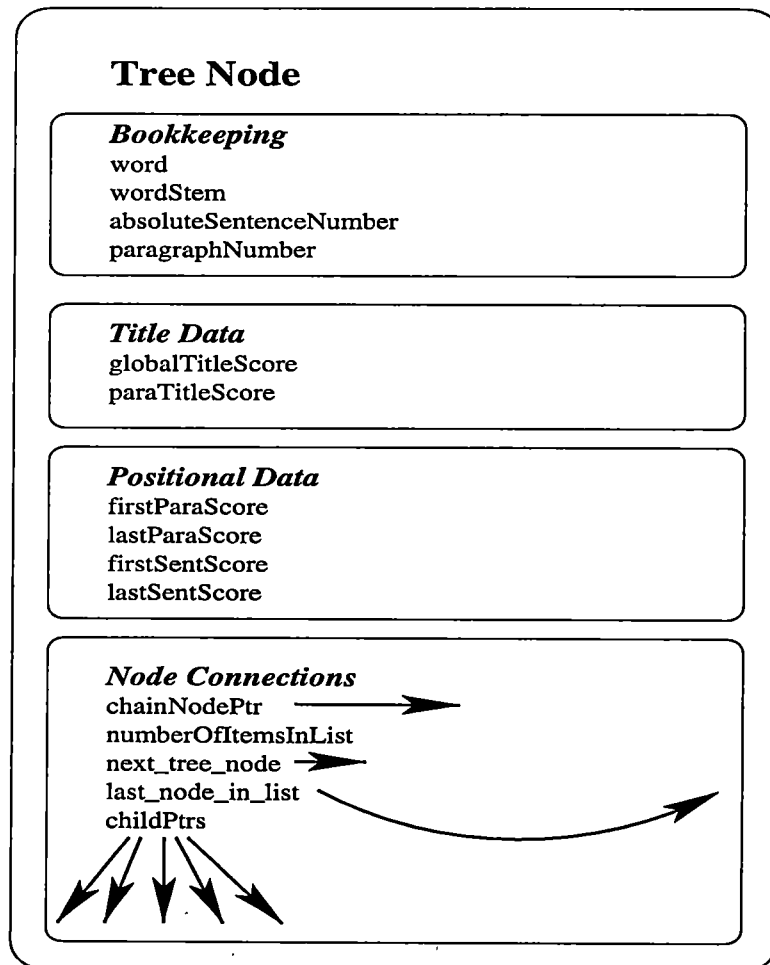 Tree Node
Bookkeeping
word
wordStem
absoluteSentenceNumber
paragraphNumber
Title Data
globalTitleScore
paraTitleScore
Positional Data
firstParaScore
lastParaScore
firstSentScore
lastSentScore
Node Connections
chainNodePtr
numberOfItemsInList
next_tree_node
last_node_in_list
childPtrs